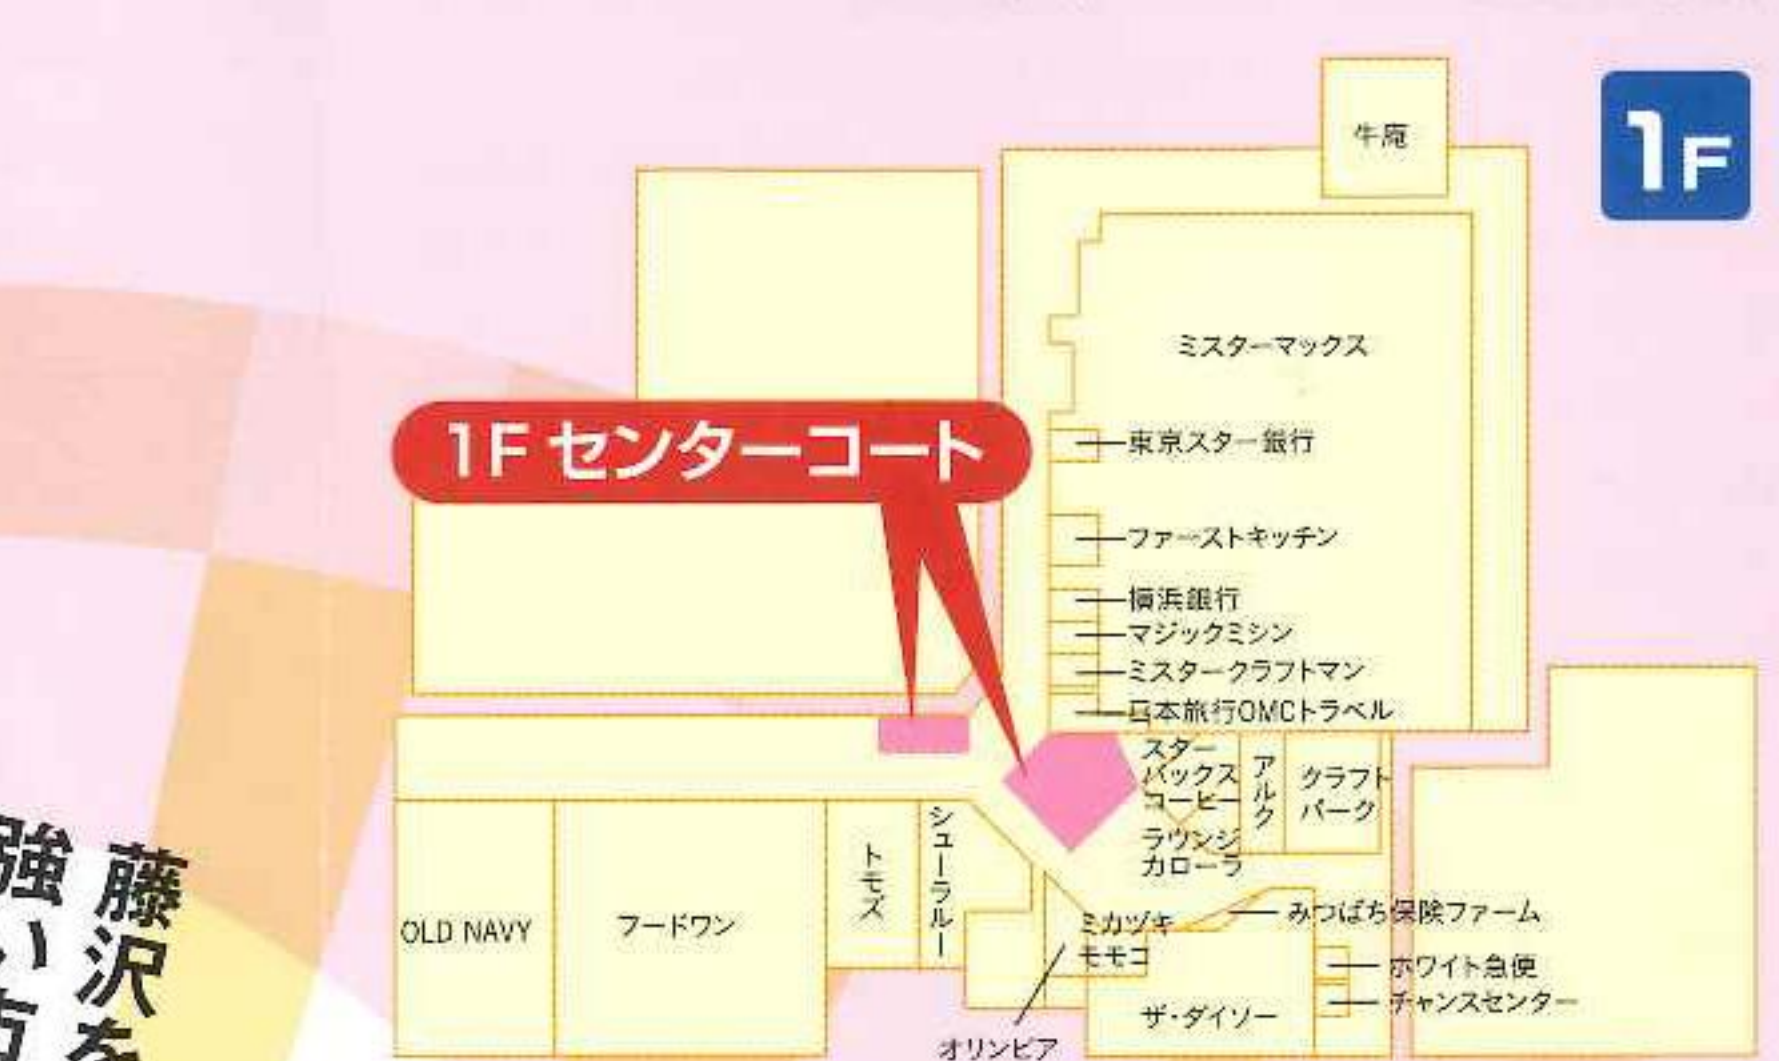 1F
牛庵
ミスターマックス
1F センターコート
東京スター銀行
ファーストキッチン
横浜銀行
マジックミシン
ミスタークラフトマン
日本旅行OMCトラベル
スター
バックス
コーヒー
アルク
クラフト
パーク
ラウンジ
カローラ
OLD NAVY
フードワン
トモズ
シューラルー
ミカヅキ
モモコ
みつばち保険ファーム
ホワイト急便
チャンスセンター
ザ・ダイソー
オリンピア
藤沢を
強い